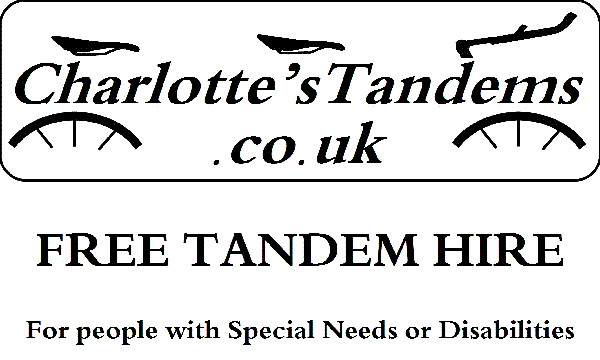 Charlotte'sTandems
.co.uk
FREE TANDEM HIRE
For people with Special Needs or Disabilities